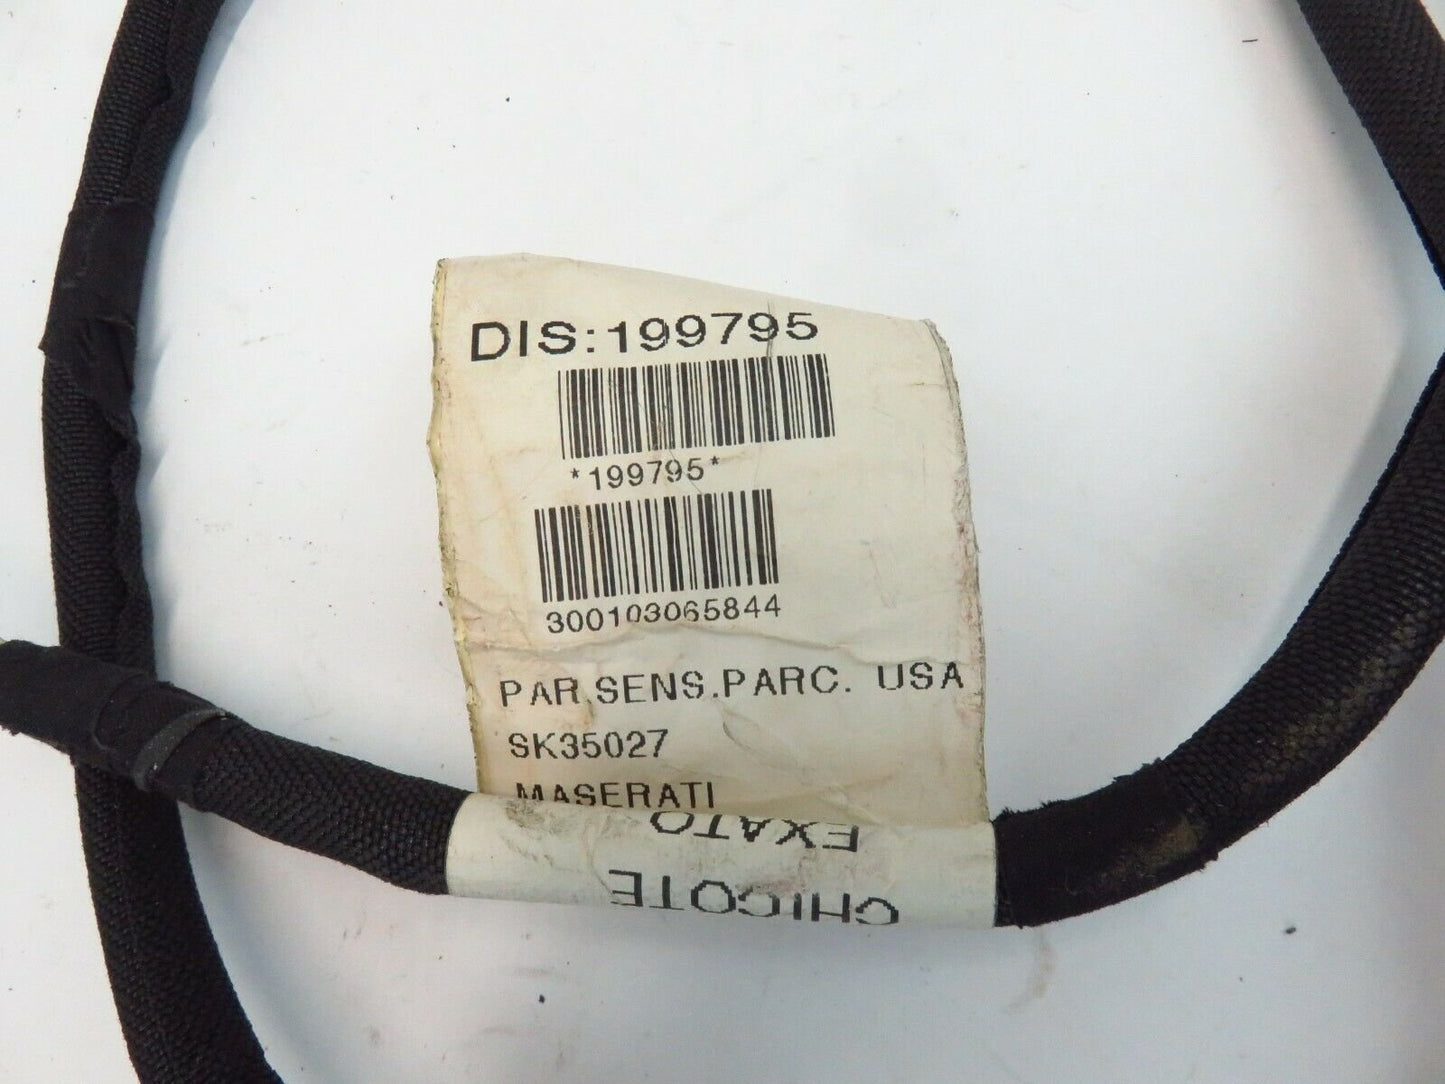 DIS:199795
*199795*
300103065844
PAR.SENS.PARC. USA
SK35027
MASERATI
EXATO
CHICOTE